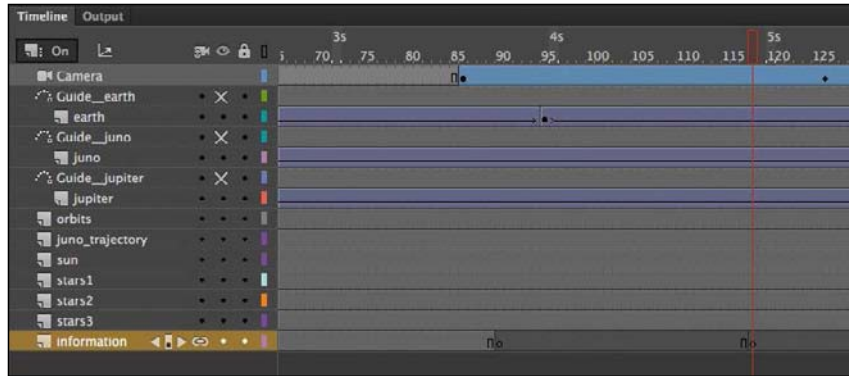 Timeline Output
3s 4s 5s
On 5 70 75 80 85 90 95 100 105 110 115 120 125
Camera
Guide__earth
earth
Guide__juno
juno
Guide__jupiter
jupiter
orbits
juno_trajectory
sun
stars1
stars2
stars3
information